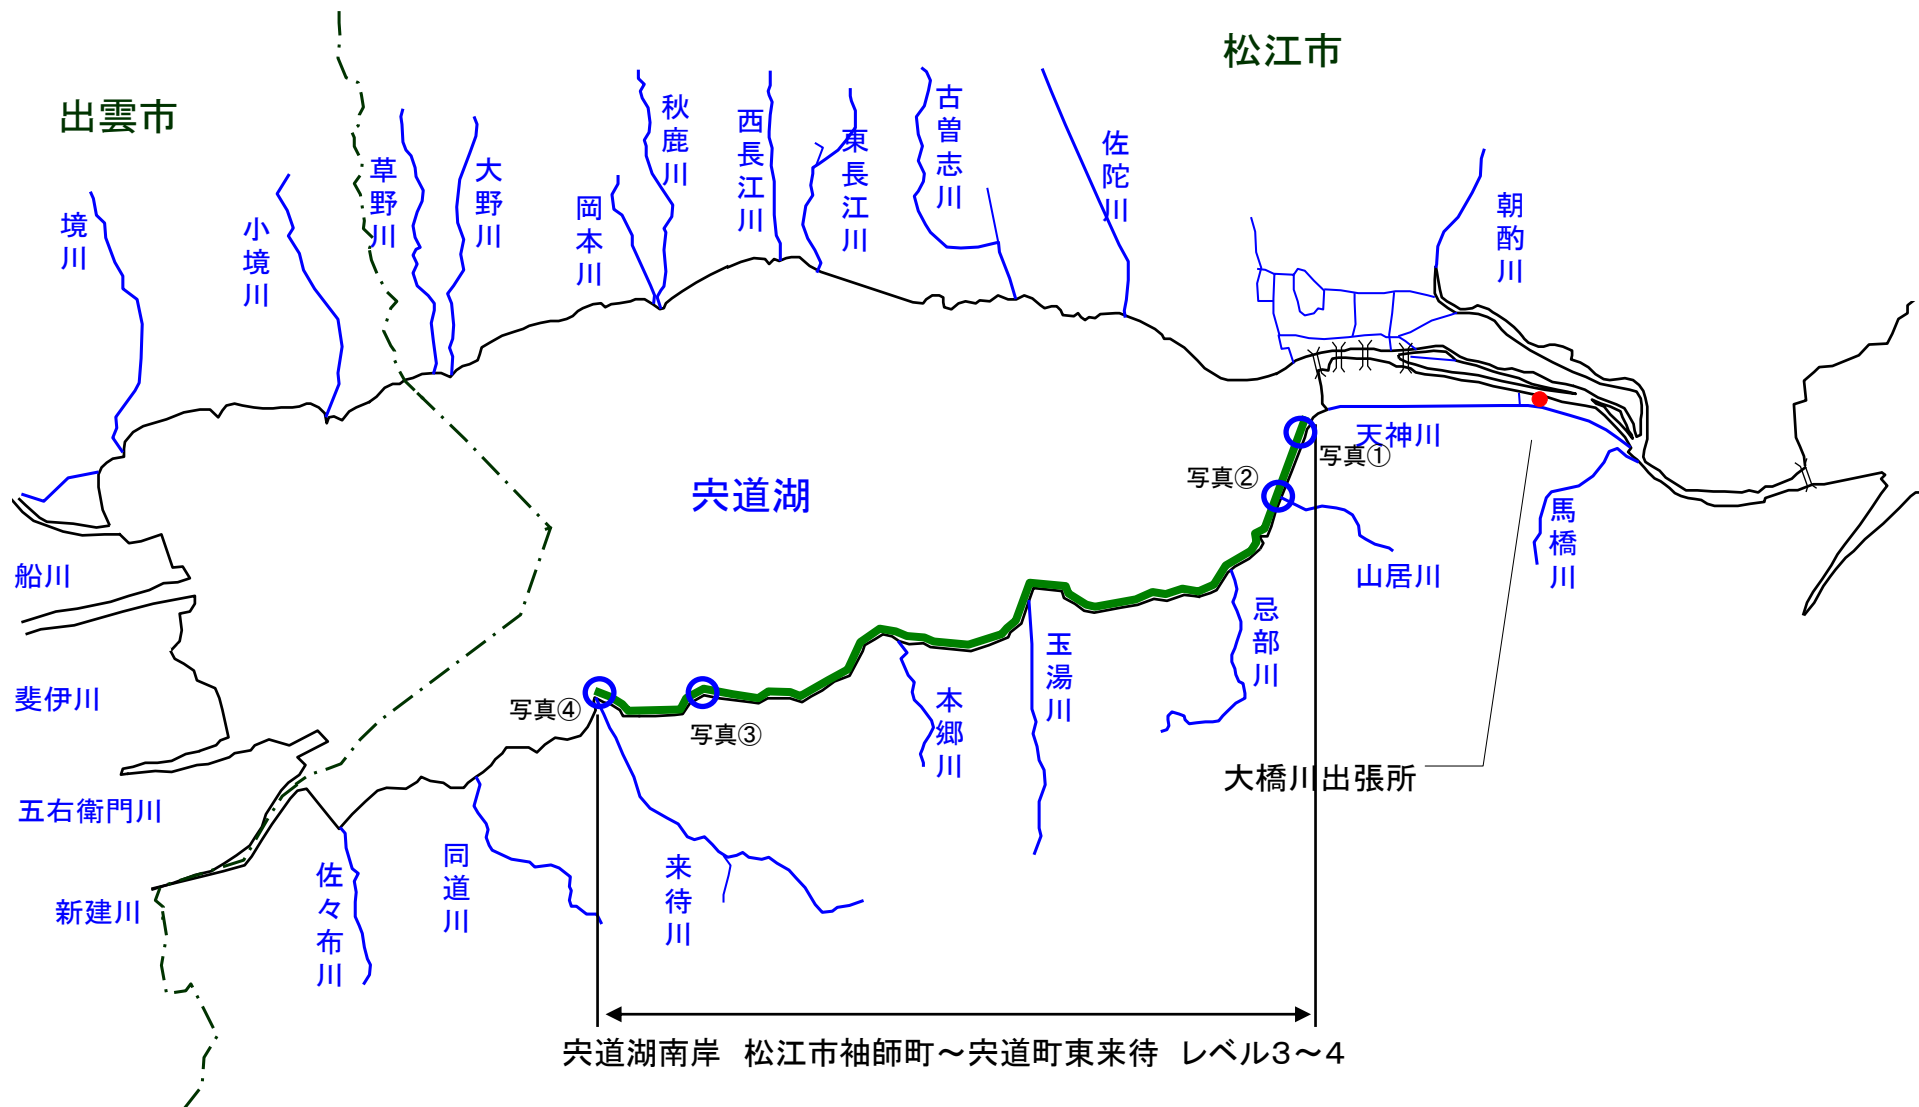 松江市
出雲市
境川
小境川
草野川
大野川
岡本川
秋鹿川
西長江川
東長江川
古曽志川
佐陀川
朝酌川
宍道湖
天神川
写真①
写真②
馬橋川
山居川
忌部川
玉湯川
本郷川
船川
斐伊川
五右衛門川
新建川
写真④
写真③
大橋川出張所
佐々布川
同道川
来待川
宍道湖南岸　松江市袖師町～宍道町東来待　レベル３～４